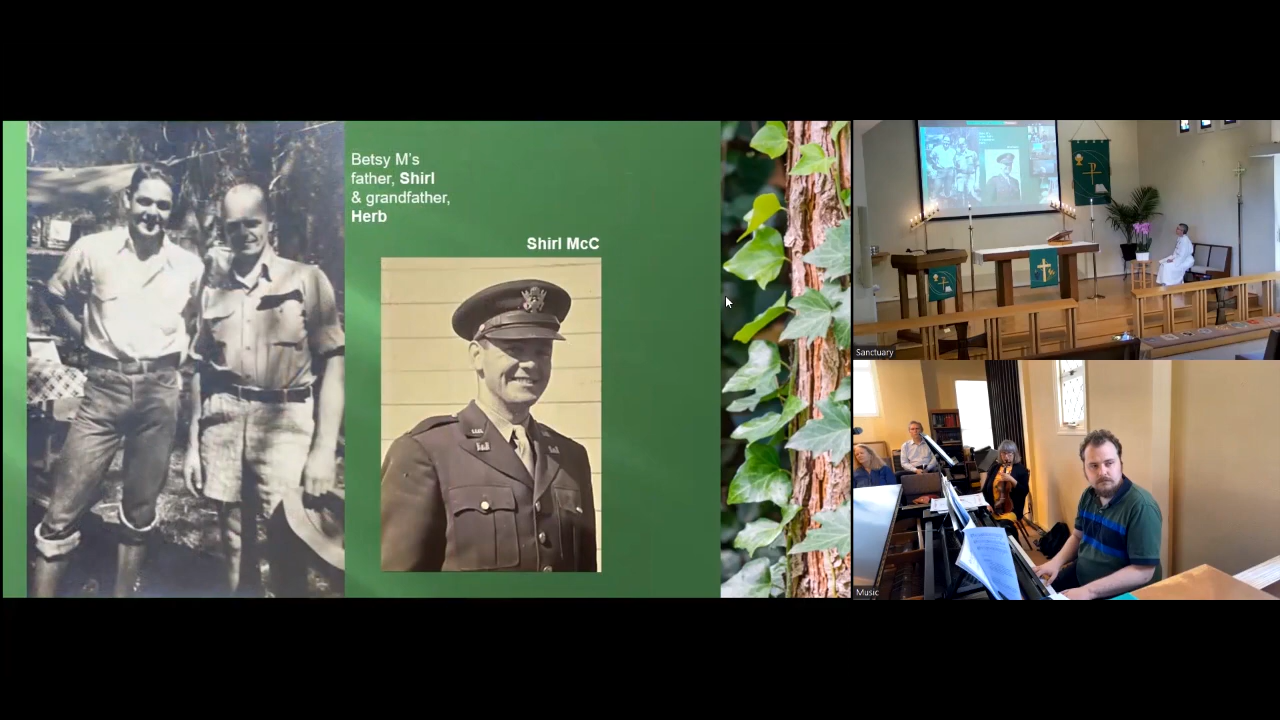 Betsy M's
father, Shirl
& grandfather,
Herb
Shirl McC
Sanctuary
Music